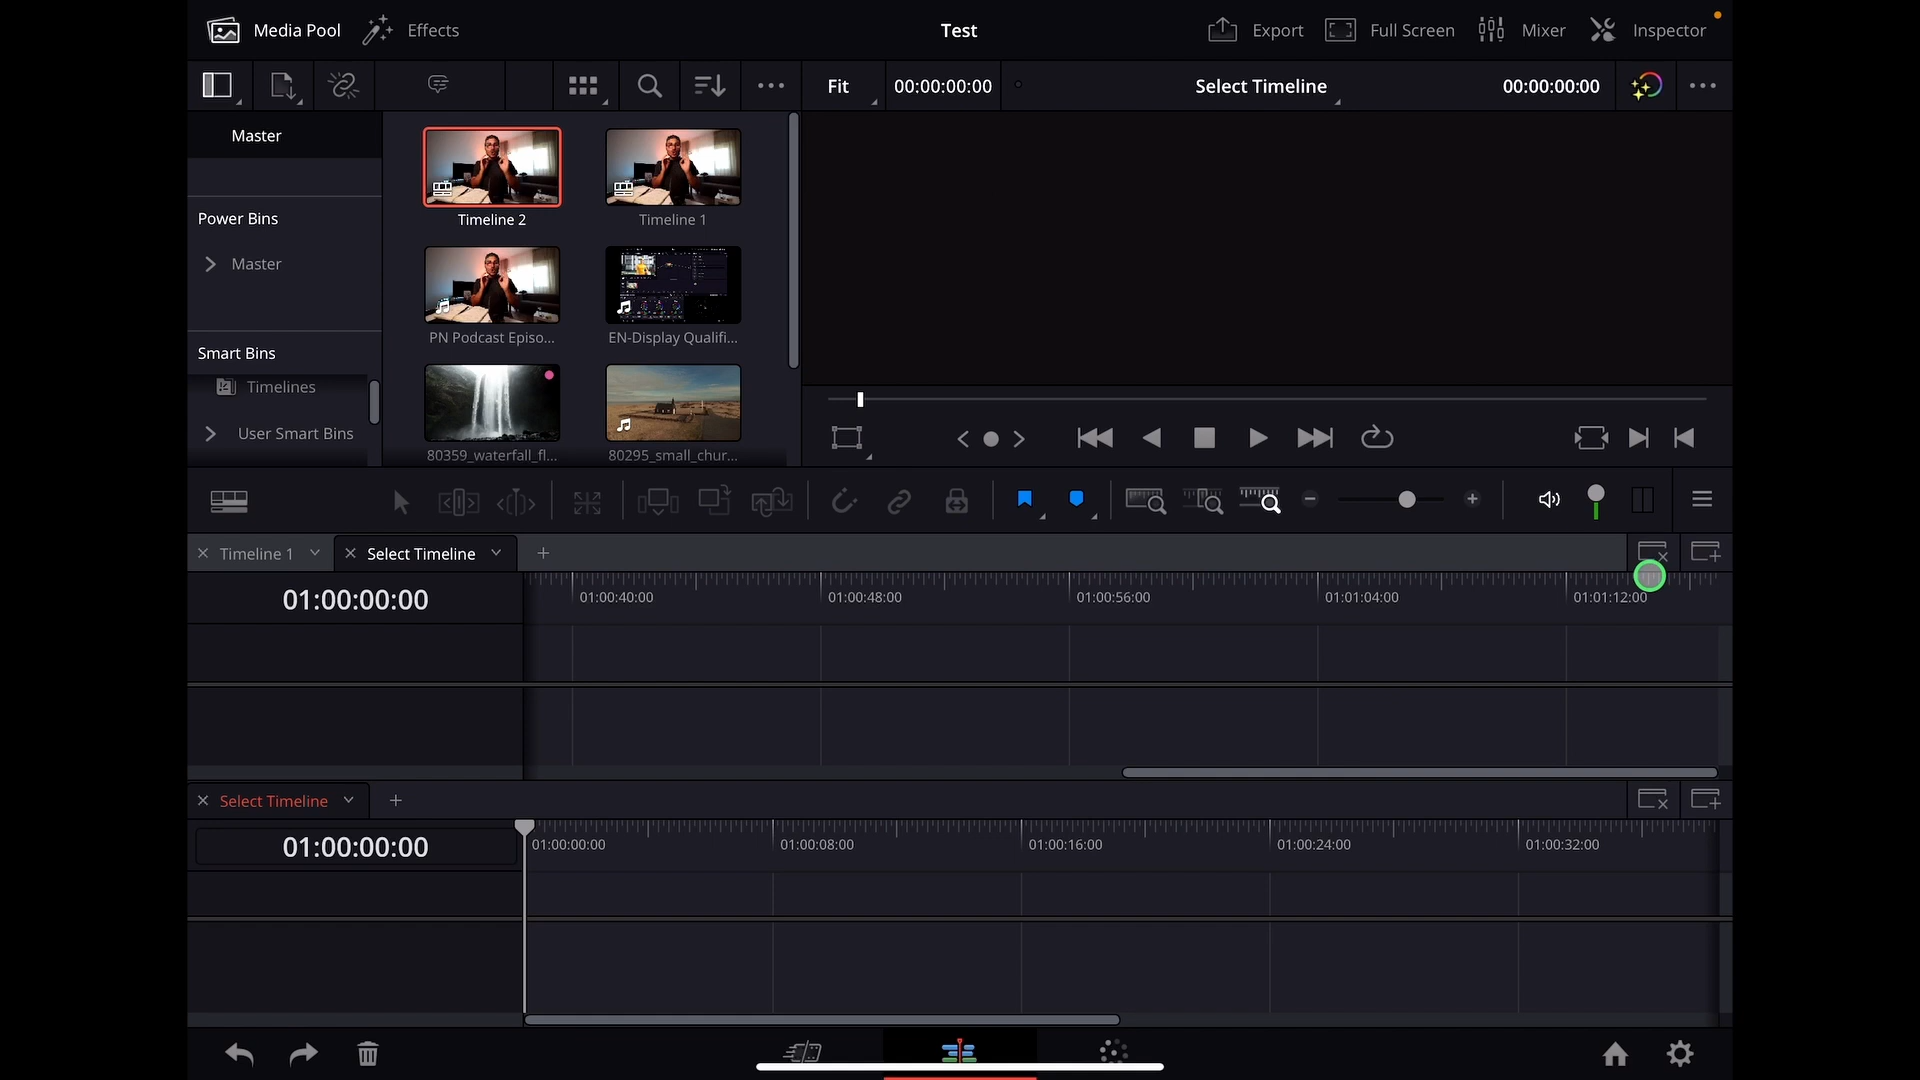 Media Pool
Effects
Test
Export
Full Screen
Mixer
Inspector
Fit
00:00:00:00
Select Timeline
00:00:00:00
Master
Power Bins
Master
Smart Bins
Timelines
User Smart Bins
Timeline 2
Timeline 1
PN Podcast Episo...
EN-Display Qualifi...
80359_waterfall_fl...
80295_small_chur...
Timeline 1
Select Timeline
01:00:00:00
01:00:40:00
01:00:48:00
01:00:56:00
01:01:04:00
01:01:12:00
Select Timeline
01:00:00:00
01:00:00:00
01:00:08:00
01:00:16:00
01:00:24:00
01:00:32:00